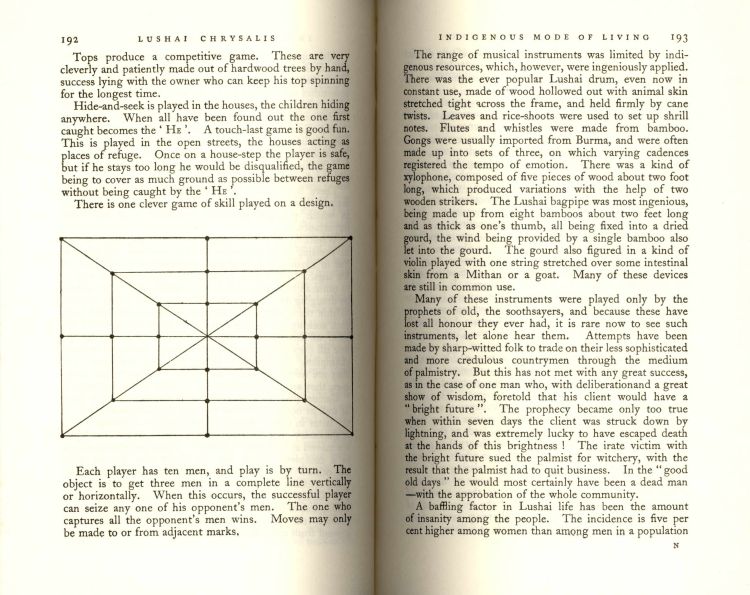 192 LUSHAI CHRYSALIS
Tops produce a competitive game. These are very
cleverly and patiently made out of hardwood trees by hand,
success lying with the owner who can keep his top spinning
for the longest time.
Hide-and-seek is played in the houses, the children hiding
anywhere. When all have been found out the one first
caught becomes the ‘ HE ’. A touch-last game is good fun.
This is played in the open streets, the houses acting as
places of refuge. Once on a house-step the player is safe,
but if he stays too long he would be disqualified, the game
being to cover as much ground as possible between refuges
without being caught by the ‘ HE ’.
There is one clever game of skill played on a design.
Each player has ten men, and play is by turn. The
object is to get three men in a complete line vertically
or horizontally. When this occurs, the successful player
can seize any one of his opponent's men. The one who
captures all the opponent's men wins. Moves may only
be made to or from adjacent marks.
INDIGENOUS MODE OF LIVING 193
The range of musical instruments was limited by indi-
genous resources, which, however, were ingeniously applied.
There was the ever popular Lushai drum, even now in
constant use, made of wood hollowed out with animal skin
stretched tight across the frame, and held firmly by cane
twists. Leaves and rice-shoots were used to set up shrill
notes. Flutes and whistles were made from bamboo.
Gongs were usually imported from Burma, and were often
made up into sets of three, on which varying cadences
registered the tempo of emotion. There was a kind of
xylophone, composed of five pieces of wood about two foot
long, which produced variations with the help of two
wooden strikers. The Lushai bagpipe was most ingenious,
being made up from eight bamboos about two feet long
and as thick as one's thumb, all being fixed into a dried
gourd, the wind being provided by a single bamboo also
let into the gourd. The gourd also figured in a kind of
violin played with one string stretched over some intestinal
skin from a Mithan or a goat. Many of these devices
are still in common use.
Many of these instruments were played only by the
prophets of old, the soothsayers, and because these have
lost all honour they ever had, it is rare now to see such
instruments, let alone hear them. Attempts have been
made by sharp-witted folk to trade on their less sophisticated
and more credulous countrymen through the medium
of palmistry. But this has not met with any great success,
as in the case of one man who, with deliberationand a great
show of wisdom, foretold that his client would have a
“ bright future ”. The prophecy became only too true
when within seven days the client was struck down by
lightning, and was extremely lucky to have escaped death
at the hands of this brightness ! The irate victim with
the bright future sued the palmist for witchery, with the
result that the palmist had to quit business. In the “ good
old days ” he would most certainly have been a dead man
—with the approbation of the whole community.
A baffling factor in Lushai life has been the amount
of insanity among the people. The incidence is five per
cent higher among women than among men in a population
N